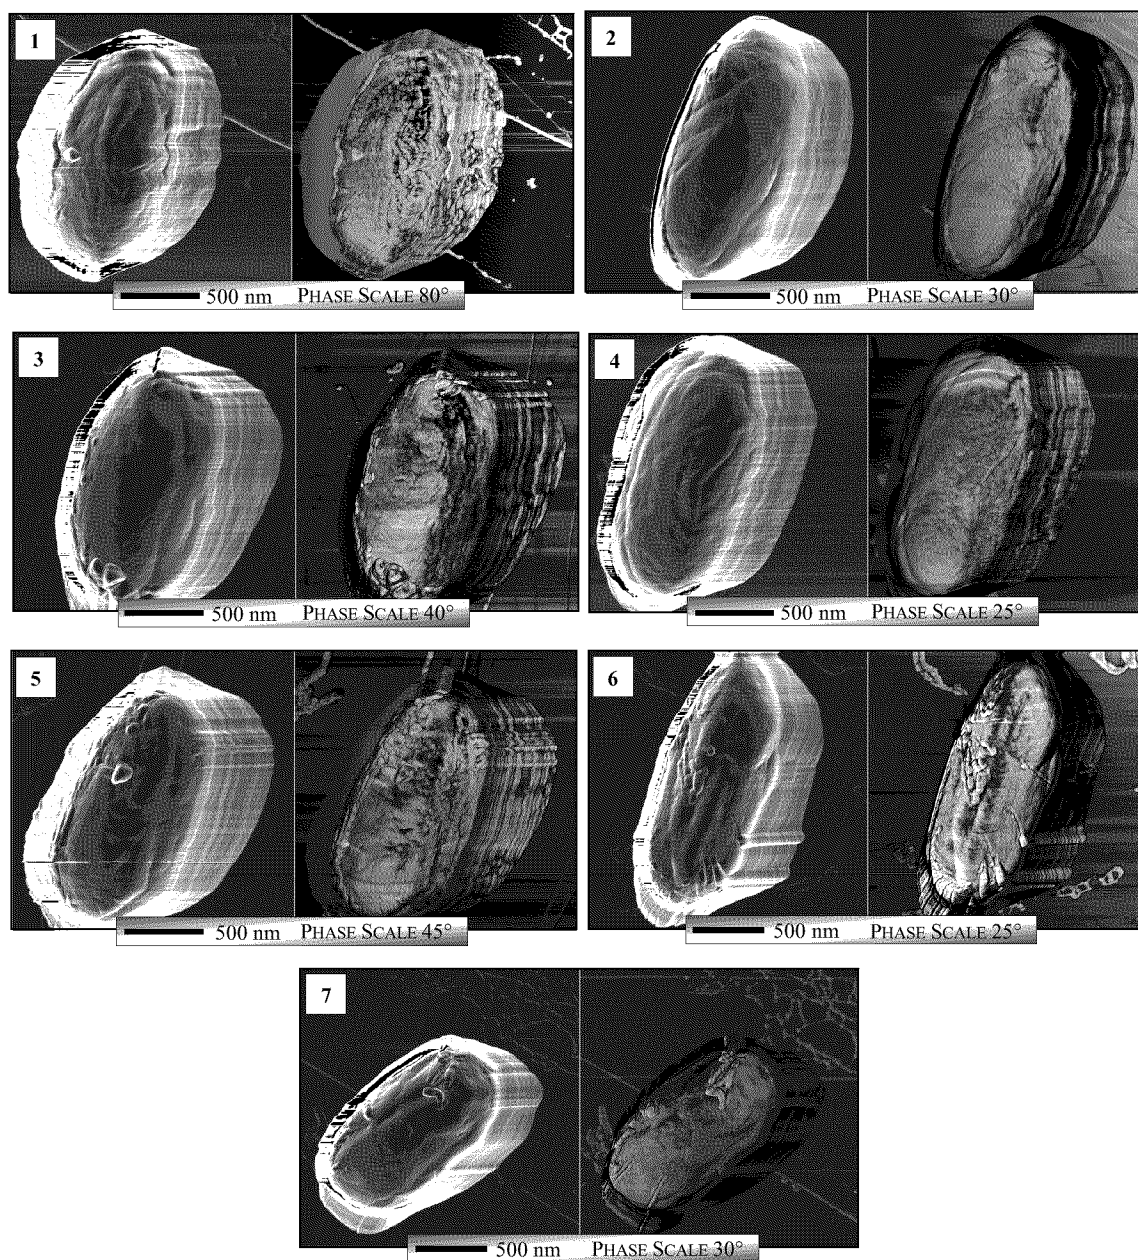 1
2
500 nm PHASE SCALE 80°
500 nm PHASE SCALE 30°
3
4
500 nm PHASE SCALE 40°
500 nm PHASE SCALE 25°
5
6
500 nm PHASE SCALE 45°
500 nm PHASE SCALE 25°
7
500 nm PHASE SCALE 30°